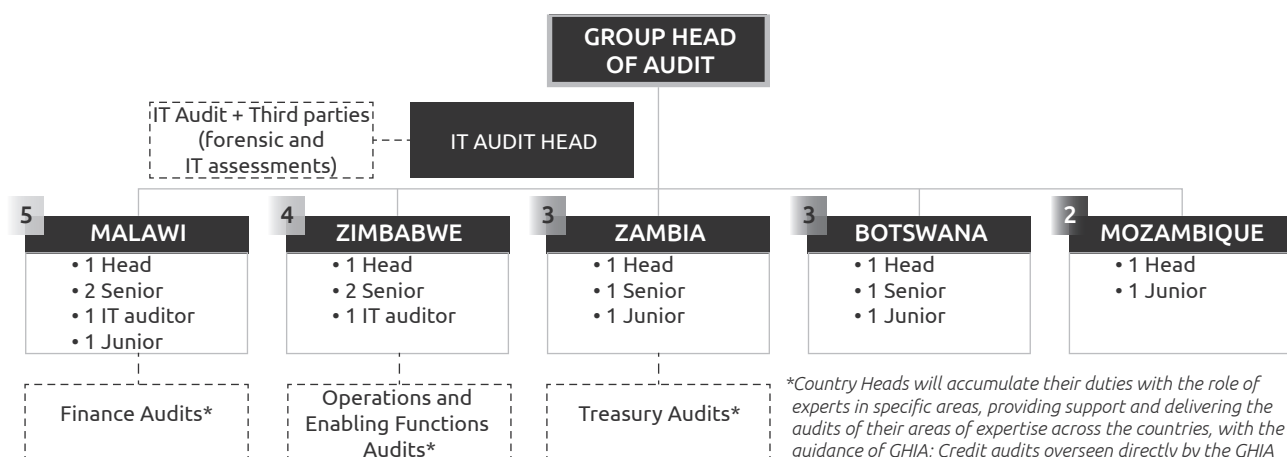 GROUP HEAD
OF AUDIT
IT Audit + Third parties
(forensic and
IT assessments)
IT AUDIT HEAD
5
MALAWI
• 1 Head
• 2 Senior
• 1 IT auditor
• 1 Junior
Finance Audits*
4
ZIMBABWE
• 1 Head
• 2 Senior
• 1 IT auditor
Operations and
Enabling Functions
Audits*
3
ZAMBIA
• 1 Head
• 1 Senior
• 1 Junior
Treasury Audits*
3
BOTSWANA
• 1 Head
• 1 Senior
• 1 Junior
2
MOZAMBIQUE
• 1 Head
• 1 Junior
*Country Heads will accumulate their duties with the role of
experts in specific areas, providing support and delivering the
audits of their areas of expertise across the countries, with the
guidance of GHIA; Credit audits overseen directly by the GHIA